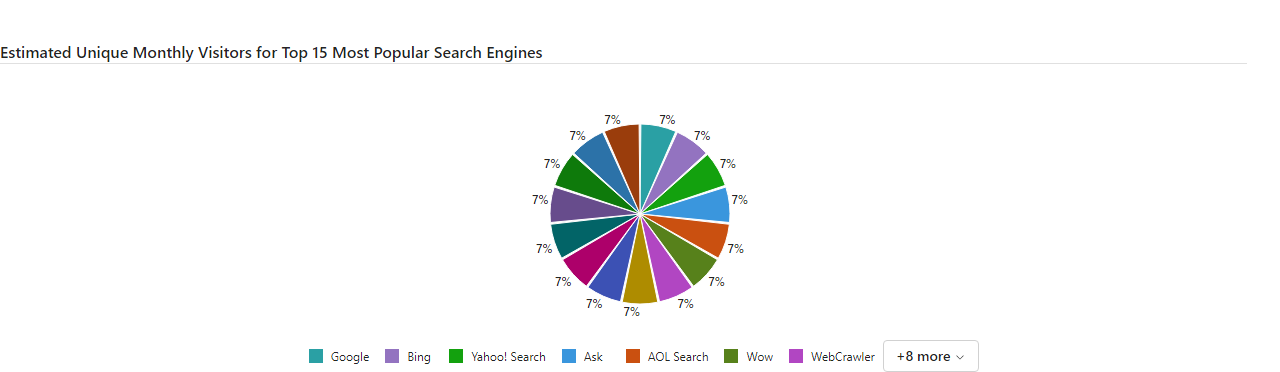 Estimated Unique Monthly Visitors for Top 15 Most Popular Search Engines
7% 7%
7% 7%
7% 7%
7% 7%
7% 7%
7% 7%
7% 7% 7%
Google Bing Yahoo! Search Ask AOL Search Wow WebCrawler +8 more